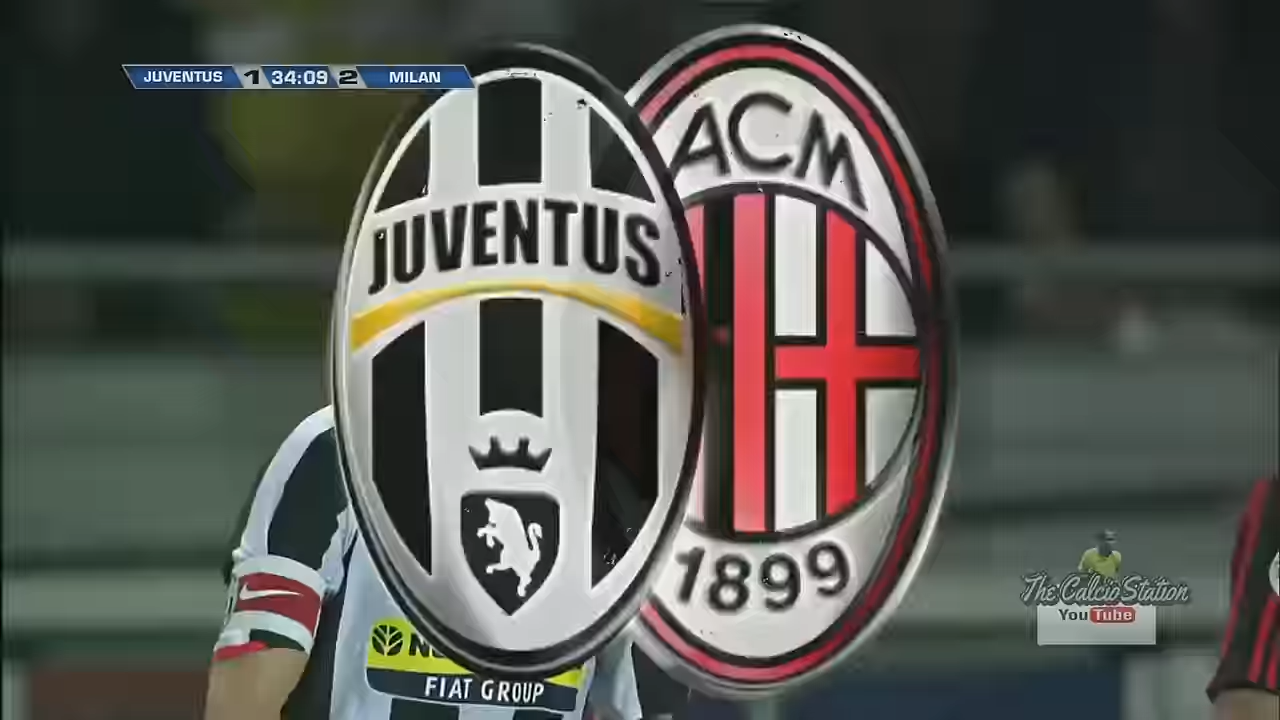 JUVENTUS 1 34:09 2 MILAN
ACM
JUVENTUS
1899
The Calcio Station
YouTube
FIAT GROUP